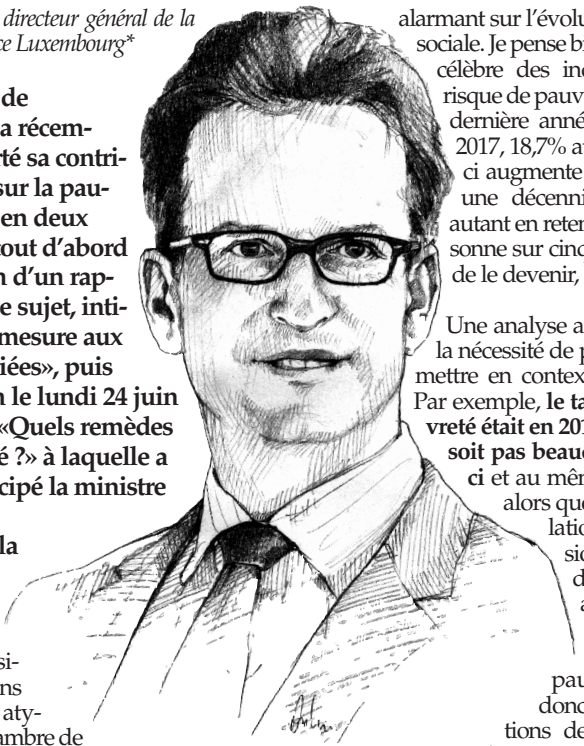 directeur général de la
ce Luxembourg*
de
a récem-
rté sa contri-
sur la pau-
en deux
tout d'abord
n d'un rap-
e sujet, inti-
mesure aux
iées», puis
n le lundi 24 juin
«Quels remèdes
é ?» à laquelle a
cipé la ministre
la
si-
ns
aty-
ambre de
alarmant sur l'évolu
sociale. Je pense bi
célèbre des ind
risque de pauv
dernière anné
2017, 18,7% at
ci augmente
une décenni
autant en reten
sonne sur cinq
de le devenir,
Une analyse a
la nécessité de p
mettre en contex
Par exemple, le ta
vreté était en 201
soit pas beauc
ci et au mêm
alors que
latio
sio
d
a
pau
donc
tions de